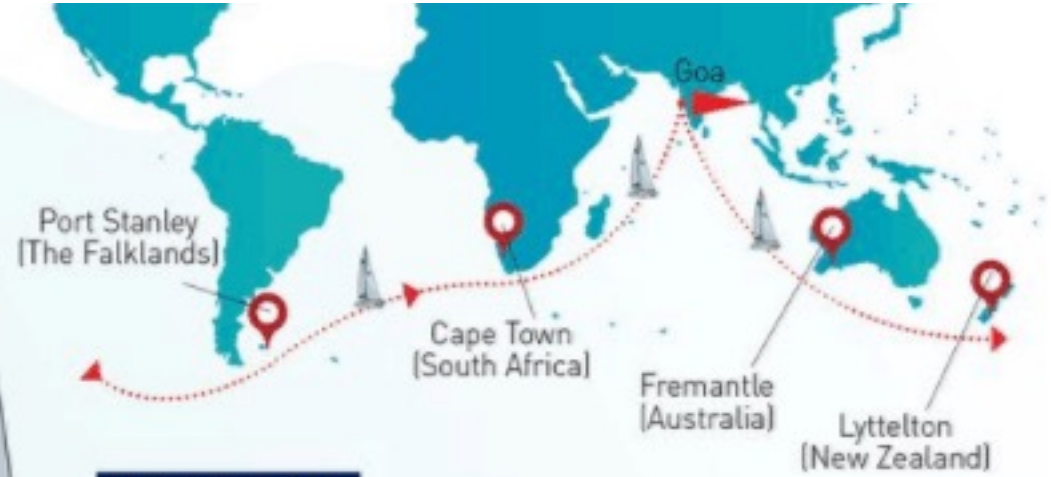 Goa
Port Stanley
(The Falklands)
Cape Town
(South Africa)
Fremantle
(Australia)
Lyttelton
(New Zealand)